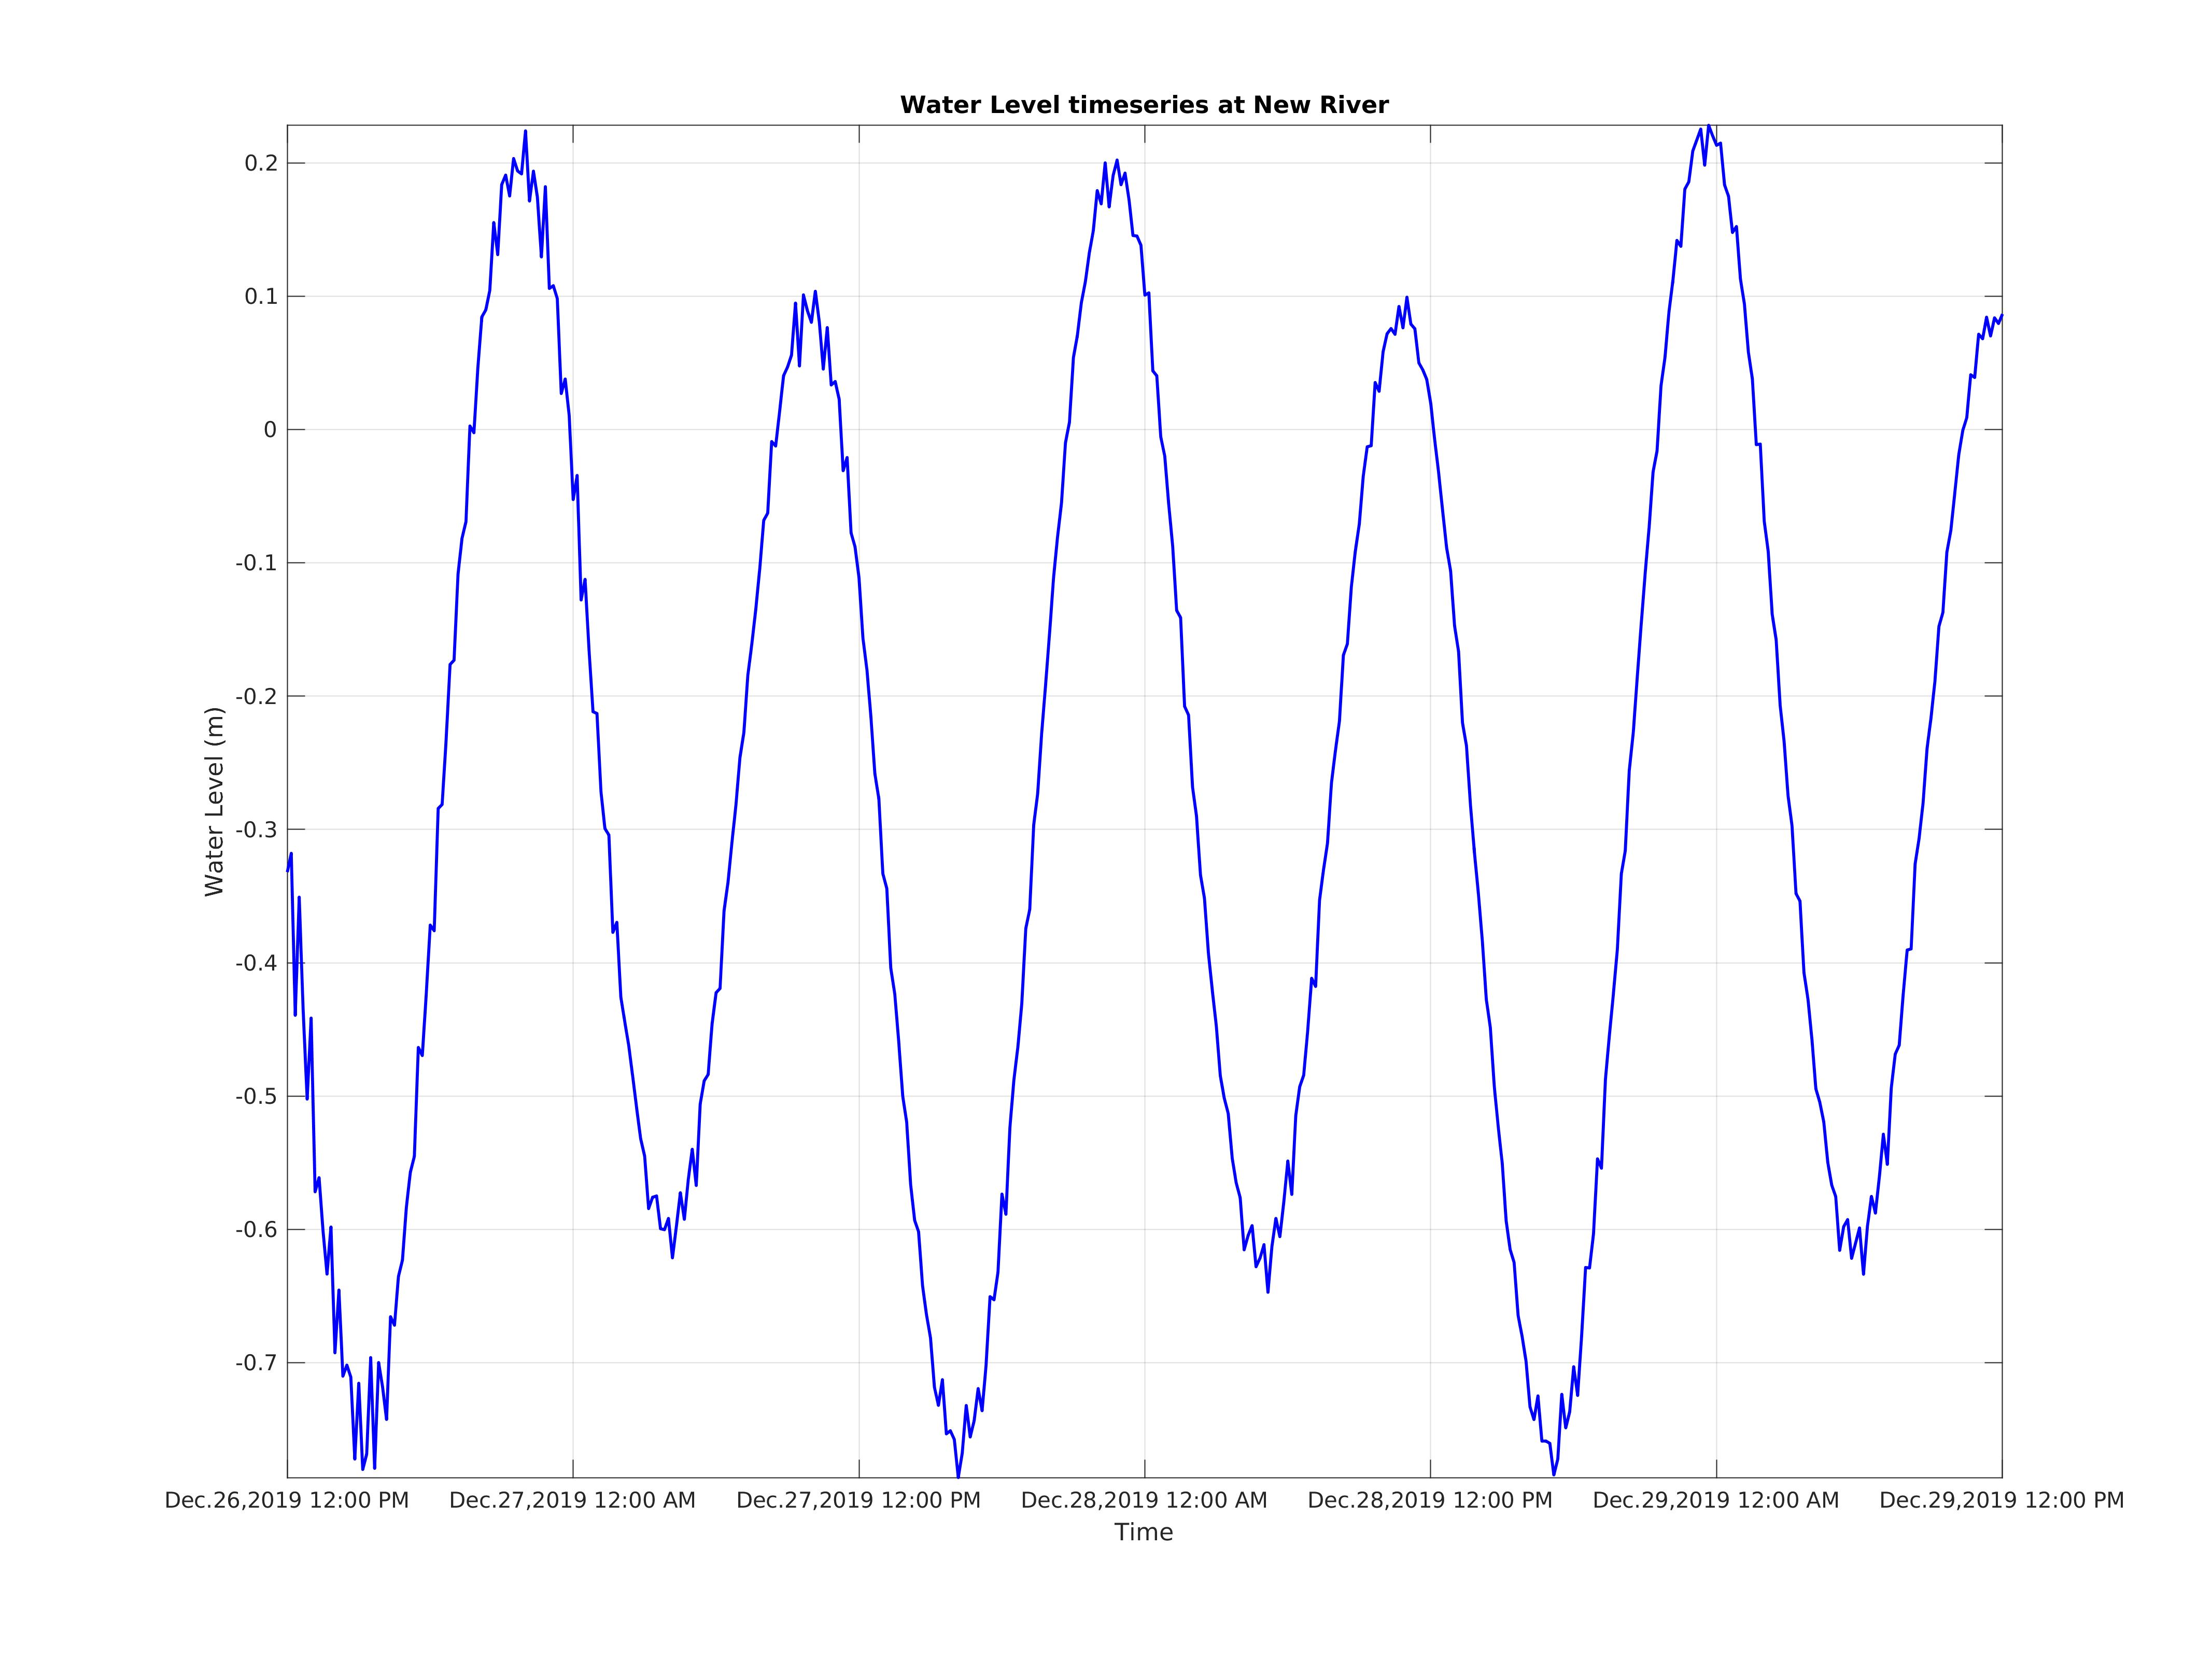 Water Level timeseries at New River
Water Level (m)
0.2
0.1
0
-0.1
-0.2
-0.3
-0.4
-0.5
-0.6
-0.7
Dec.26,2019 12:00 PM
Dec.27,2019 12:00 AM
Dec.27,2019 12:00 PM
Dec.28,2019 12:00 AM
Dec.28,2019 12:00 PM
Dec.29,2019 12:00 AM
Dec.29,2019 12:00 PM
Time